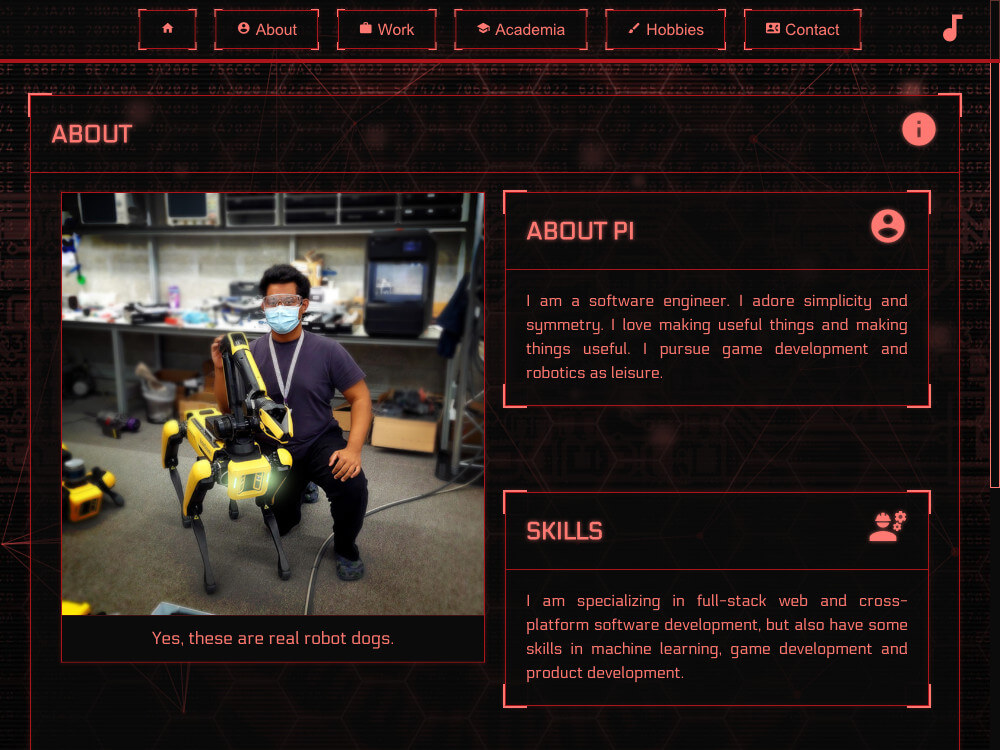 About
Work
Academia
Hobbies
Contact
ABOUT
Yes, these are real robot dogs.
ABOUT PI
I am a software engineer. I adore simplicity and
symmetry. I love making useful things and making
things useful. I pursue game development and
robotics as leisure.
SKILLS
I am specializing in full-stack web and cross-
platform software development, but also have some
skills in machine learning, game development and
product development.